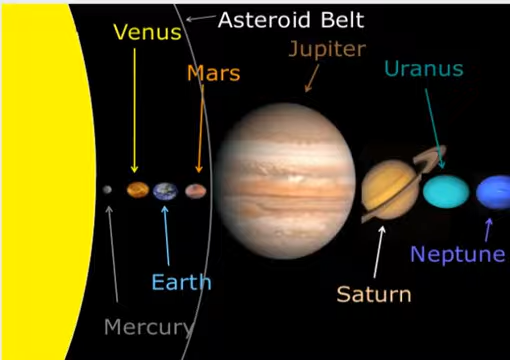 Asteroid Belt
Venus
Jupiter
Mars
Uranus
Neptune
Earth
Saturn
Mercury